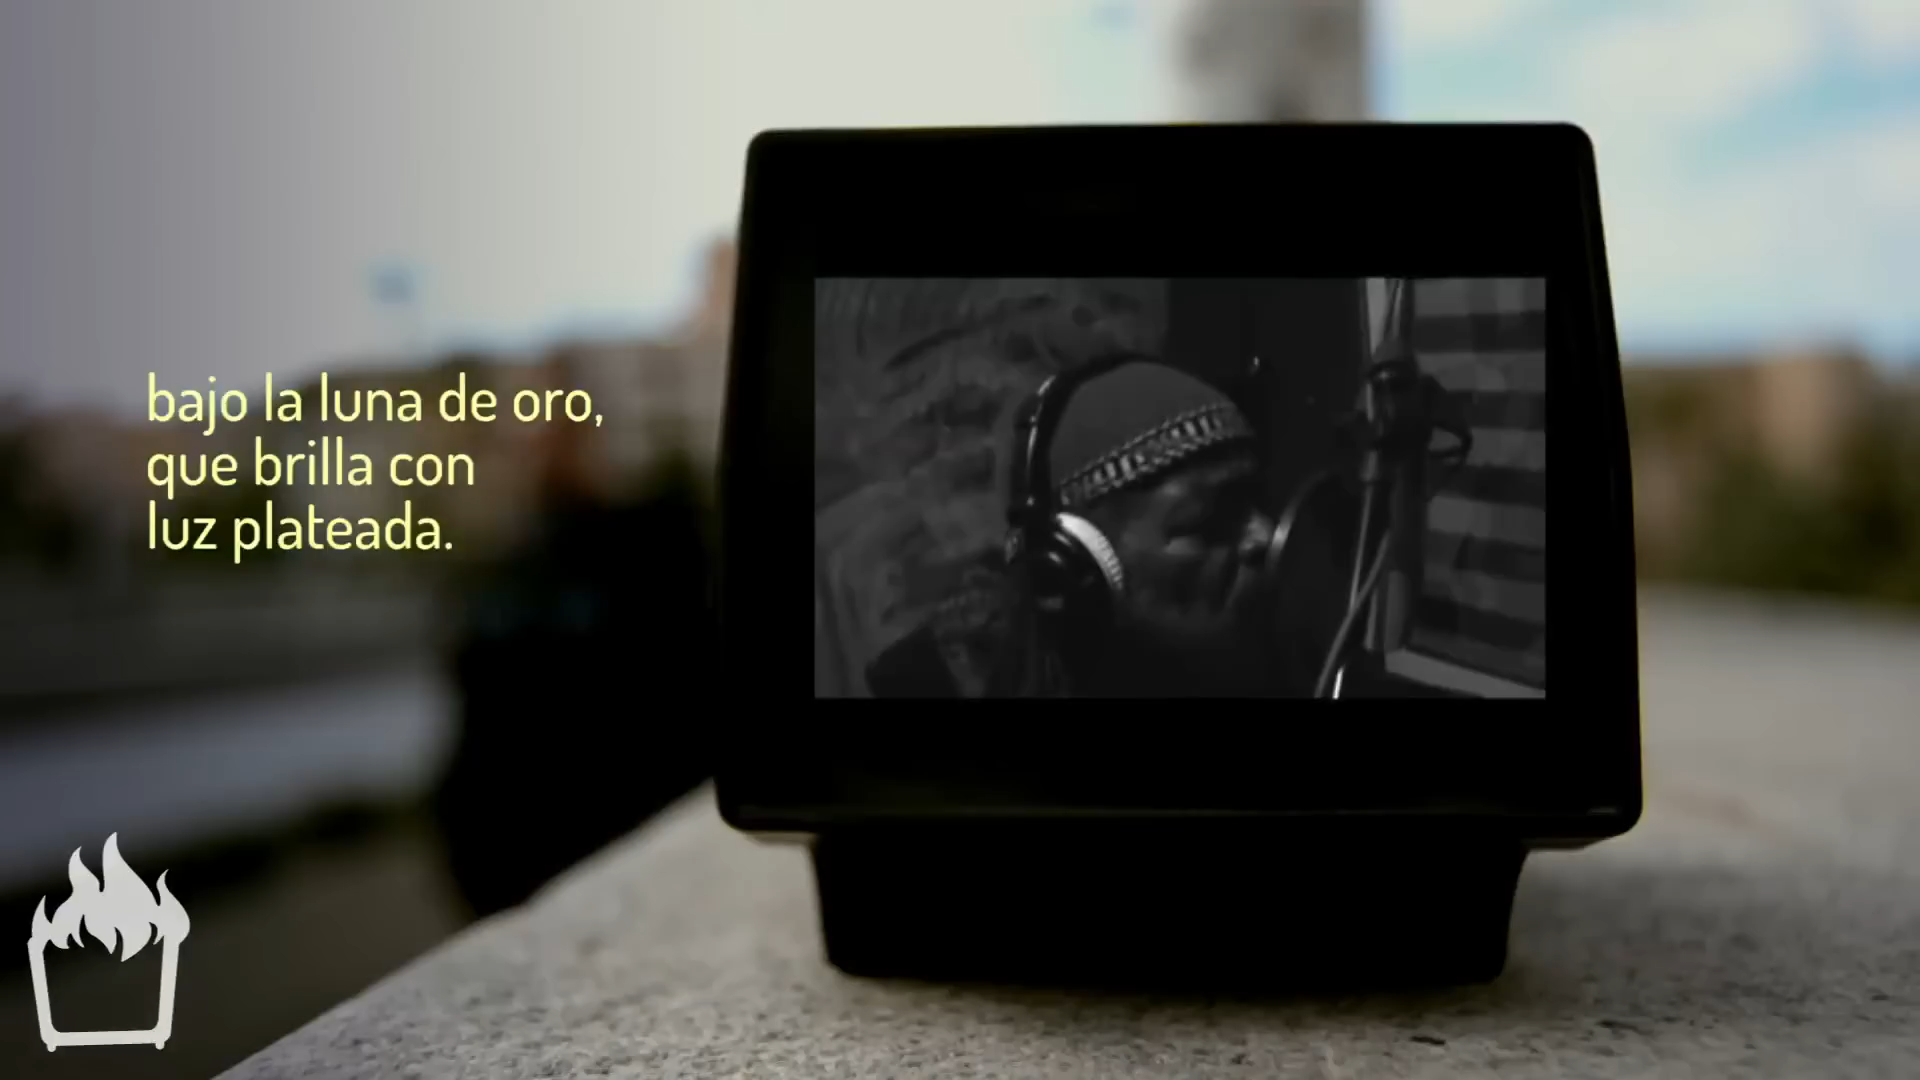 bajo la luna de oro,
que brilla con
luz plateada.